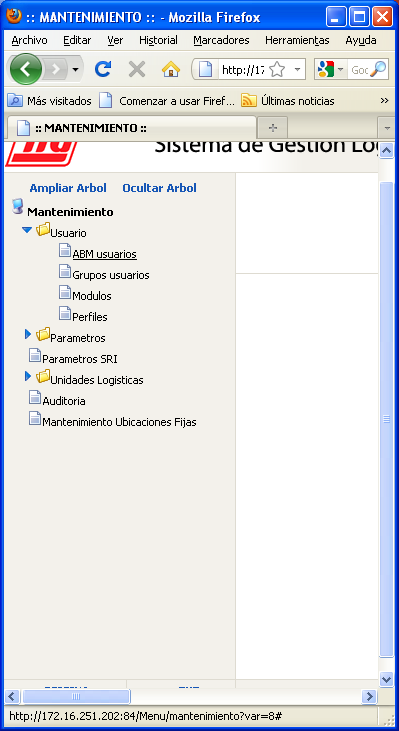 :: MANTENIMIENTO :: - Mozilla Firefox
Archivo Editar Ver Historial Marcadores Herramientas Ayuda
http://17 Goo
Más visitados Comenzar a usar Firef... Últimas noticias »
:: MANTENIMIENTO ::
Sistema de Gestión Log
Ampliar Arbol Ocultar Arbol
Mantenimiento
Usuario
ABM usuarios
Grupos usuarios
Modulos
Perfiles
Parametros
Parametros SRI
Unidades Logisticas
Auditoria
Mantenimiento Ubicaciones Fijas
http://172.16.251.202:84/Menu/mantenimiento?var=8#